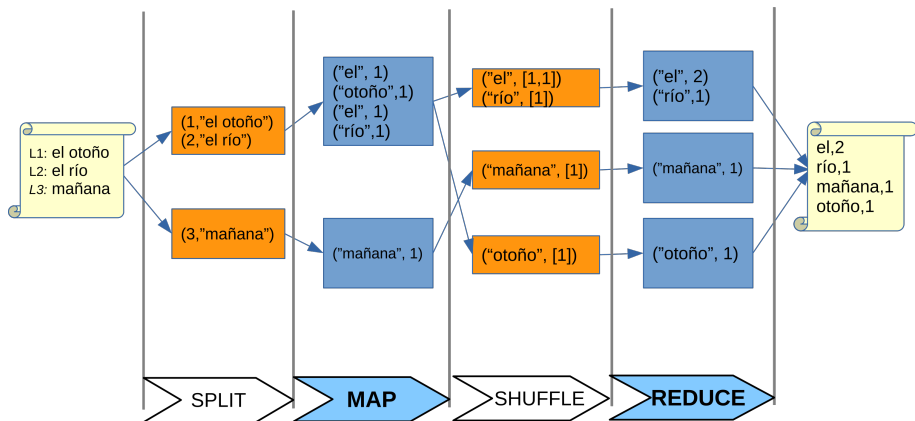 L1: el otoño
L2: el río
L3: mañana
(1,"el otoño”)
(2,"el río”)
(3,”mañana”)
(”el”, 1)
(“otoño”,1)
(”el”, 1)
(“río”,1)
(”mañana”, 1)
(”el”, [1,1])
(“río”, [1])
(“mañana”, [1])
(“otoño”, [1])
(”el”, 2)
(“río”,1)
(”mañana”, 1)
(”otoño”, 1)
el,2
río,1
mañana,1
otoño,1
SPLIT
MAP
SHUFFLE
REDUCE